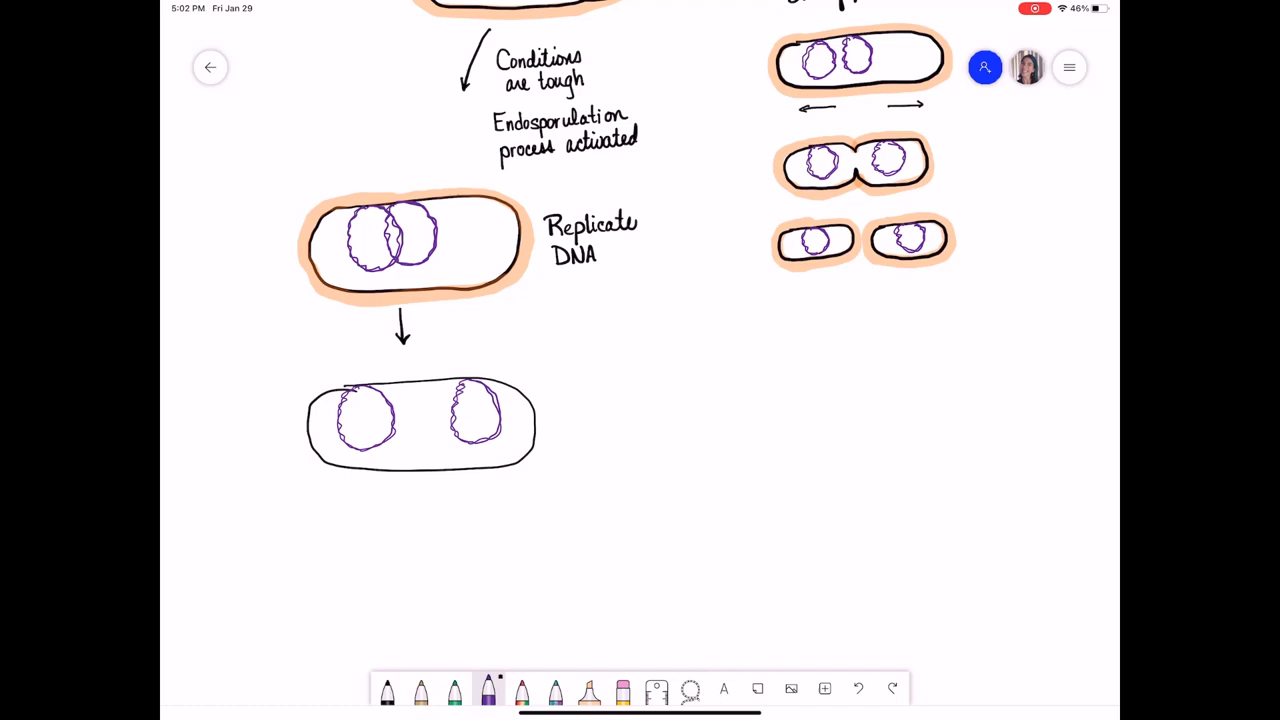 5:02 PM Fri Jan 29
46%
Conditions
are tough
Endosporulation
process activated
Replicate
DNA
A